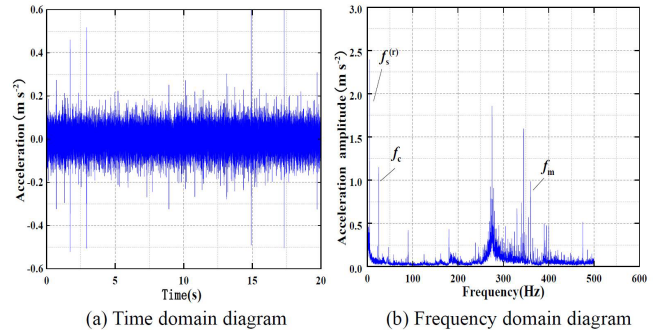 Acceleration (m s⁻²)
0.6
0.4
0.2
0.0
-0.2
-0.4
-0.6
0
5
10
15
20
Time(s)
(a) Time domain diagram
Acceleration amplitude (m s⁻²)
3.0
2.5
2.0
1.5
1.0
0.5
0.0
fₛ⁽ʳ⁾
f_c
f_m
0
100
200
300
400
500
600
Frequency(Hz)
(b) Frequency domain diagram